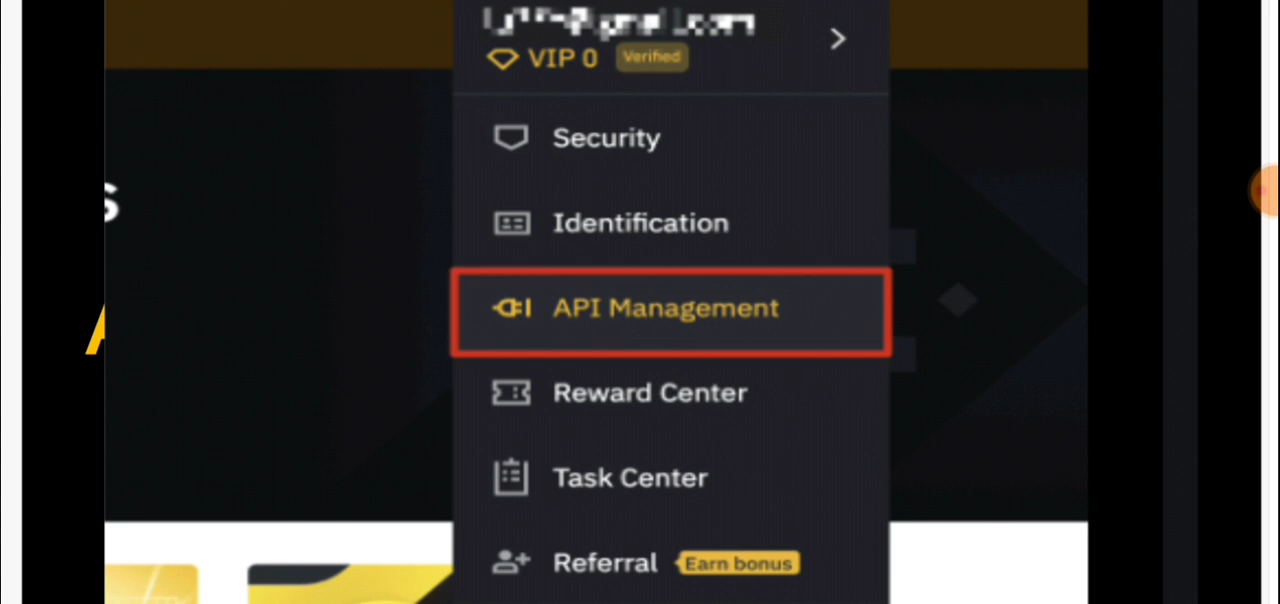 VIP 0 Verified
Security
Identification
API Management
Reward Center
Task Center
Referral Earn bonus